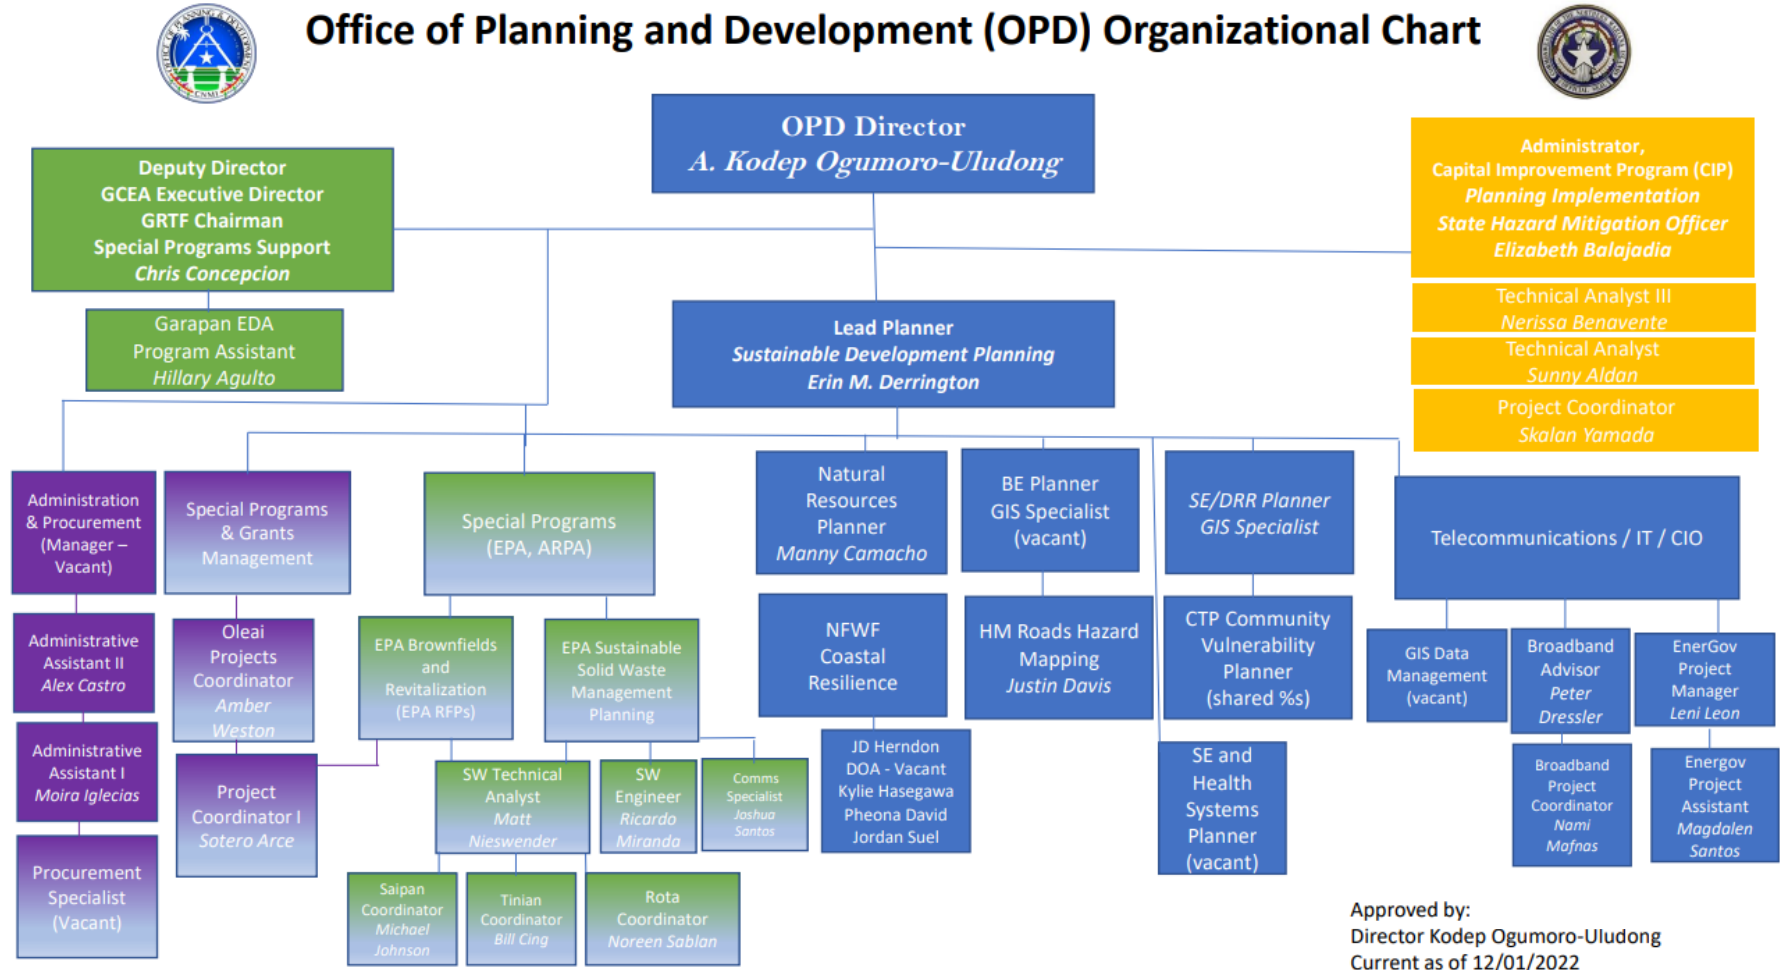 Office of Planning and Development (OPD) Organizational Chart
OPD Director
A. Kodep Ogumoro-Uludong
Deputy Director
GCEA Executive Director
GRTF Chairman
Special Programs Support
Chris Concepcion
Garapan EDA
Program Assistant
Hillary Agulto
Administrator,
Capital Improvement Program (CIP)
Planning Implementation
State Hazard Mitigation Officer
Elizabeth Balajadia
Technical Analyst III
Nerissa Benavente
Technical Analyst
Sunny Aldan
Project Coordinator
Skalan Yamada
Lead Planner
Sustainable Development Planning
Erin M. Derrington
Administration
& Procurement
(Manager –
Vacant)
Administrative
Assistant II
Alex Castro
Administrative
Assistant I
Moira Iglecias
Procurement
Specialist
(Vacant)
Special Programs
& Grants
Management
Oleai
Projects
Coordinator
Amber
Weston
Project
Coordinator I
Sotero Arce
Special Programs
(EPA, ARPA)
EPA Brownfields
and
Revitalization
(EPA RFPs)
EPA Sustainable
Solid Waste
Management
Planning
SW Technical
Analyst
Matt
Nieswender
SW
Engineer
Ricardo
Miranda
Comms
Specialist
Joshua
Santos
Saipan
Coordinator
Michael
Johnson
Tinian
Coordinator
Bill Cing
Rota
Coordinator
Noreen Sablan
Natural
Resources
Planner
Manny Camacho
NFWF
Coastal
Resilience
JD Herndon
DOA - Vacant
Kylie Hasegawa
Pheona David
Jordan Suel
BE Planner
GIS Specialist
(vacant)
HM Roads Hazard
Mapping
Justin Davis
SE/DRR Planner
GIS Specialist
CTP Community
Vulnerability
Planner
(shared %s)
SE and
Health
Systems
Planner
(vacant)
Telecommunications / IT / CIO
GIS Data
Management
(vacant)
Broadband
Advisor
Peter
Dressler
Broadband
Project
Coordinator
Nami
Mafnas
EnerGov
Project
Manager
Leni Leon
Energov
Project
Assistant
Magdalen
Santos
Approved by:
Director Kodep Ogumoro-Uludong
Current as of 12/01/2022
OFFICE OF PLANNING & DEVELOPMENT
CNMI